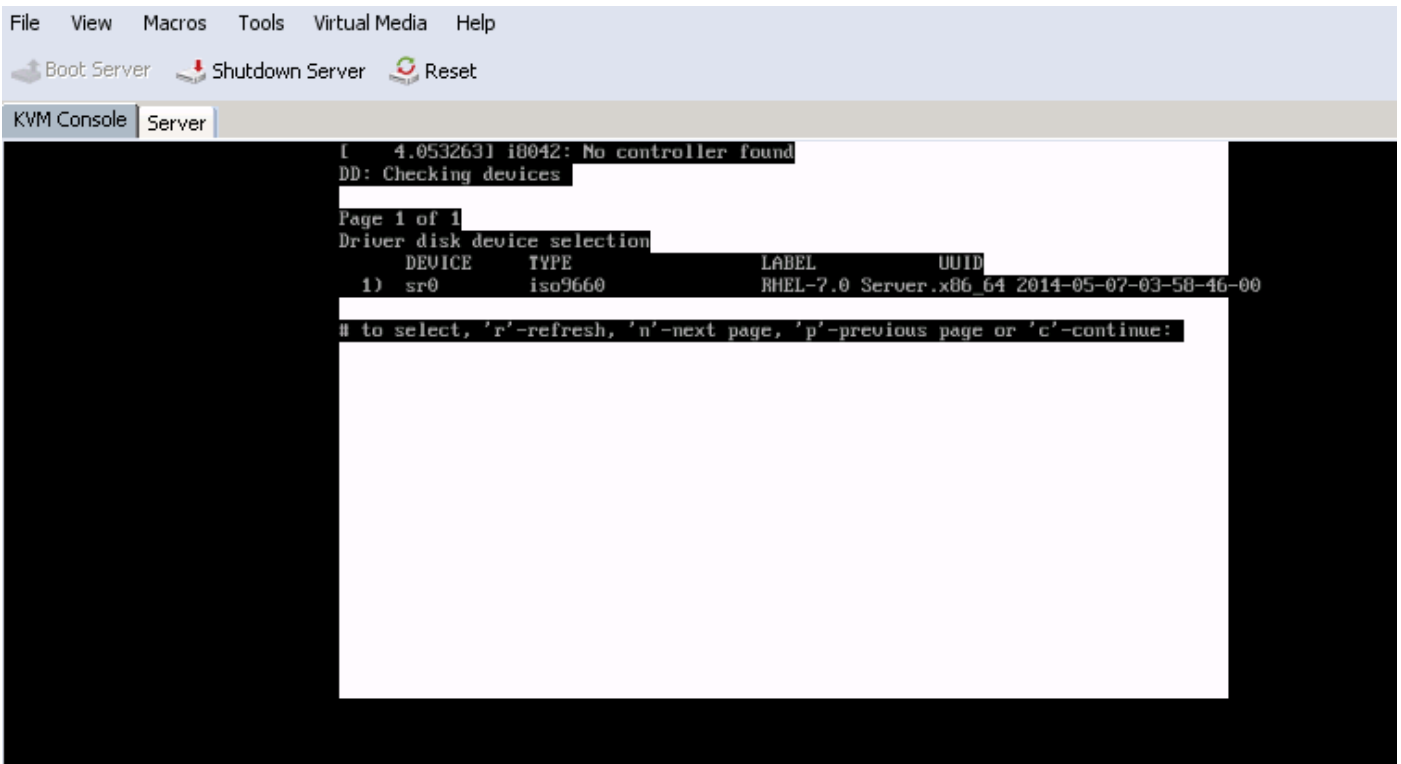 File View Macros Tools Virtual Media Help
Boot Server Shutdown Server Reset
KVM Console Server
[    4.053263] i8042: No controller found
DD: Checking devices
Page 1 of 1
Driver disk device selection
DEVICE TYPE LABEL UUID
1) sr0 iso9660 RHEL-7.0 Server.x86_64 2014-05-07-03-58-46-00
# to select, 'r'-refresh, 'n'-next page, 'p'-previous page or 'c'-continue: